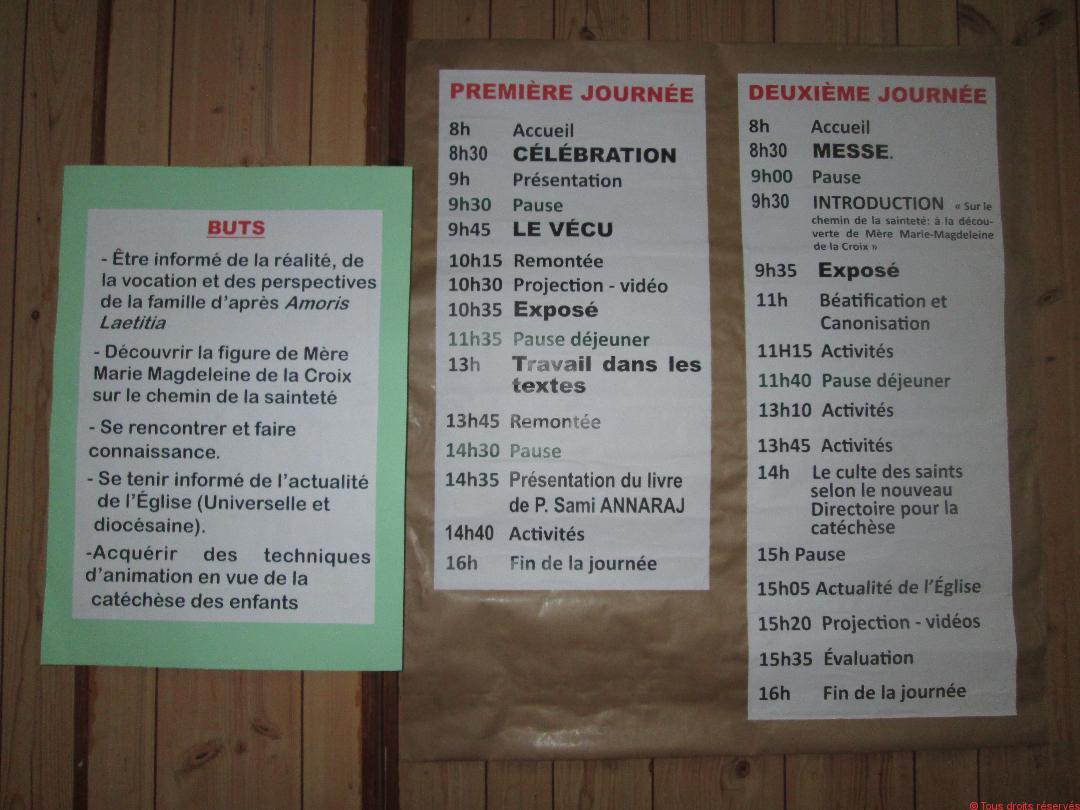 BUTS
- Être informé de la réalité, de
la vocation et des perspectives
de la famille d'après Amoris
Laetitia
- Découvrir la figure de Mère
Marie Magdeleine de la Croix
sur le chemin de la sainteté
- Se rencontrer et faire
connaissance.
- Se tenir informé de l'actualité
de l'Église (Universelle et
diocésaine).
-Acquérir des techniques
d'animation en vue de la
catéchèse des enfants
PREMIÈRE JOURNÉE
8h Accueil
8h30 CÉLÉBRATION
9h Présentation
9h30 Pause
9h45 LE VÉCU
10h15 Remontée
10h30 Projection - vidéo
10h35 Exposé
11h35 Pause déjeuner
13h Travail dans les
textes
13h45 Remontée
14h30 Pause
14h35 Présentation du livre
de P. Sami ANNARAJ
14h40 Activités
16h Fin de la journée
DEUXIÈME JOURNÉE
8h Accueil
8h30 MESSE.
9h00 Pause
9h30 INTRODUCTION « Sur le
chemin de la sainteté: à la décou-
verte de Mère Marie-Magdeleine
de la Croix »
9h35 Exposé
11h Béatification et
Canonisation
11H15 Activités
11h40 Pause déjeuner
13h10 Activités
13h45 Activités
14h Le culte des saints
selon le nouveau
Directoire pour la
catéchèse
15h Pause
15h05 Actualité de l'Église
15h20 Projection - vidéos
15h35 Évaluation
16h Fin de la journée
© Tous droits réservés